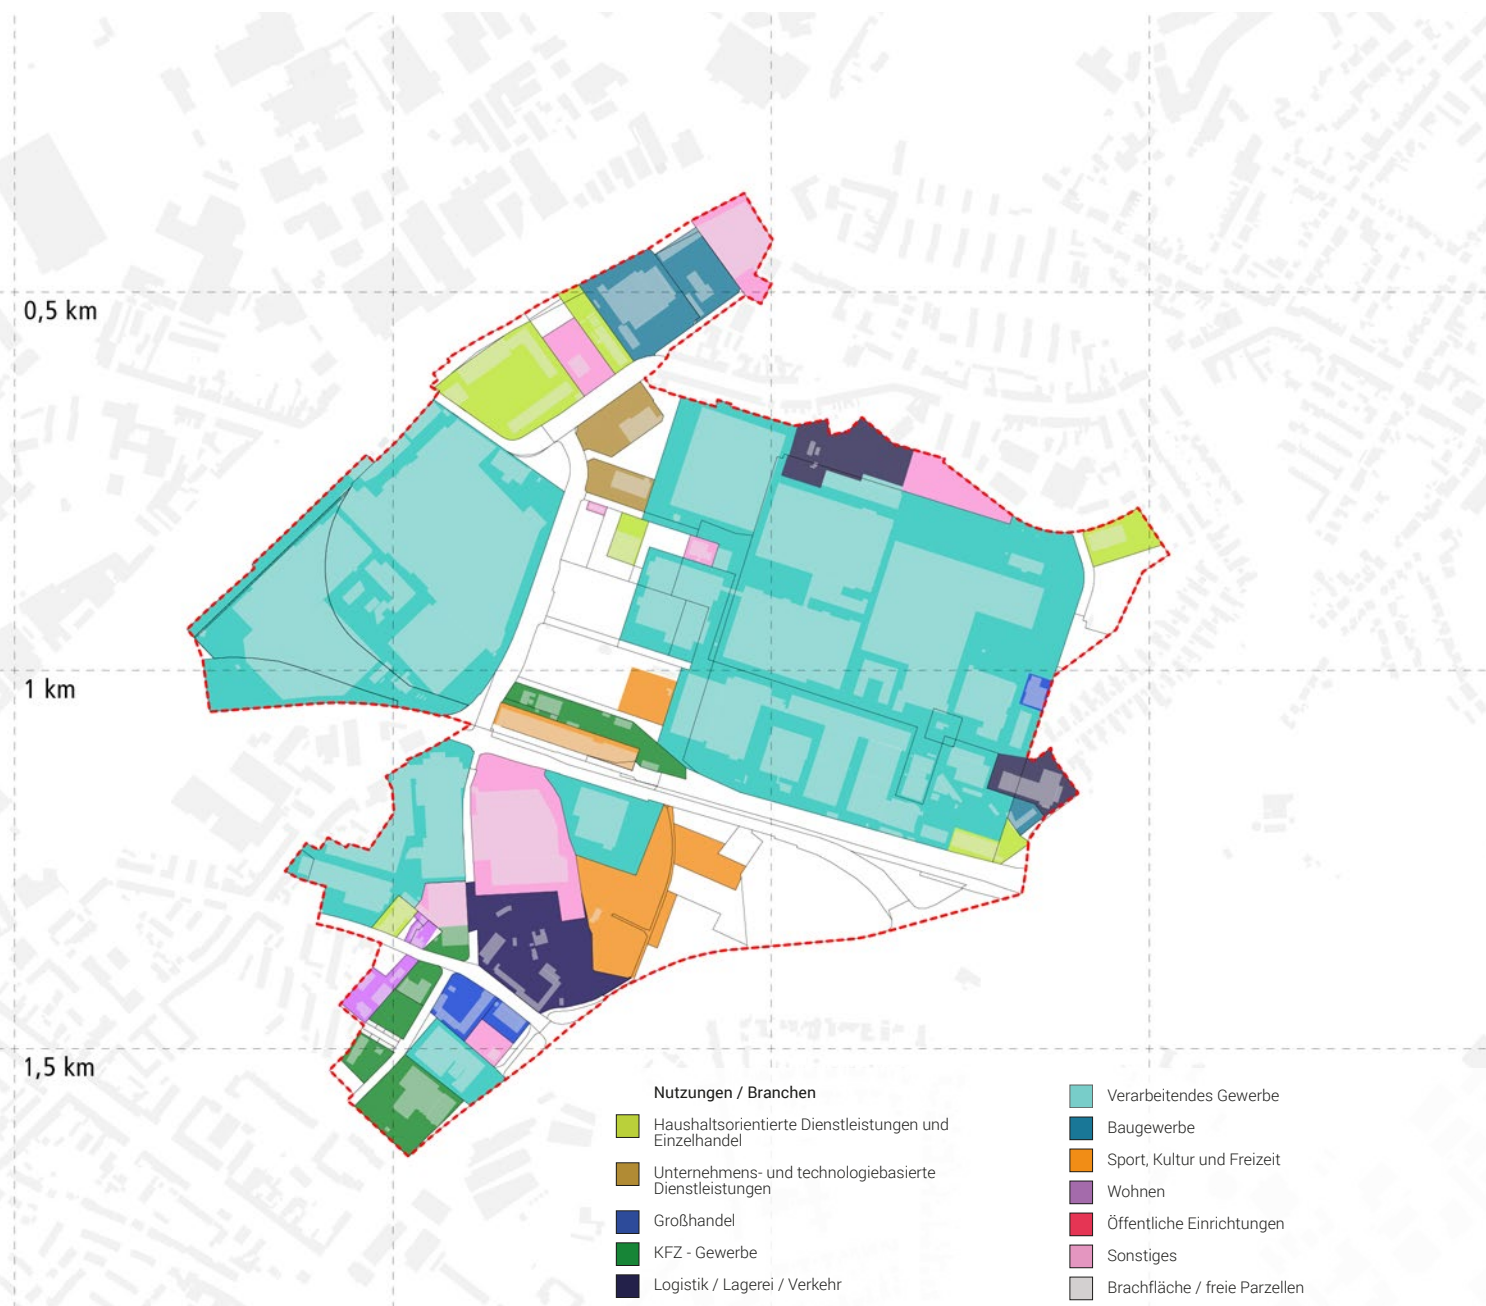 0,5 km
1 km
1,5 km
Nutzungen / Branchen
Haushaltsorientierte Dienstleistungen und
Einzelhandel
Unternehmens- und technologiebasierte
Dienstleistungen
Großhandel
KFZ - Gewerbe
Logistik / Lagerei / Verkehr
Verarbeitendes Gewerbe
Baugewerbe
Sport, Kultur und Freizeit
Wohnen
Öffentliche Einrichtungen
Sonstiges
Brachfläche / freie Parzellen